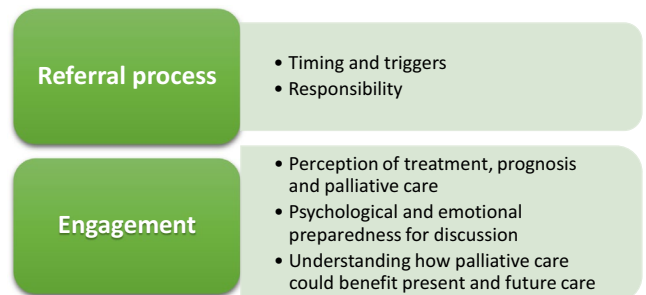 Referral process
• Timing and triggers
• Responsibility
Engagement
• Perception of treatment, prognosis
and palliative care
• Psychological and emotional
preparedness for discussion
• Understanding how palliative care
could benefit present and future care